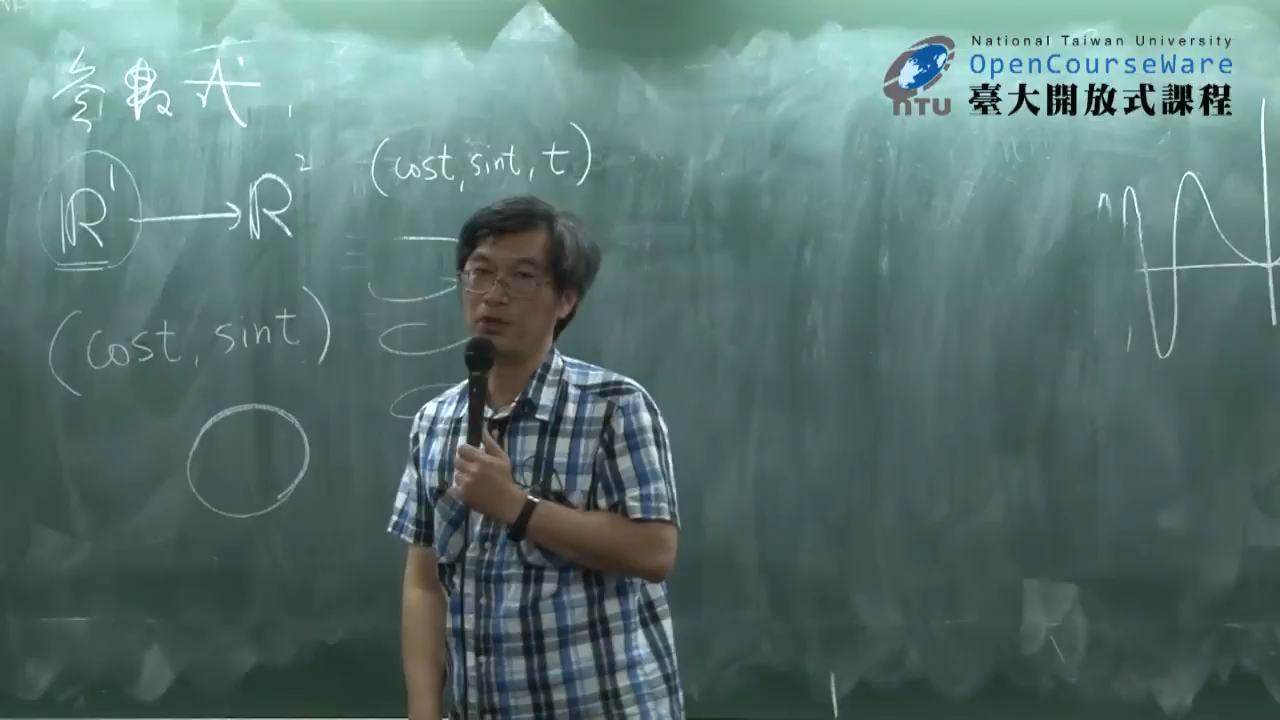 參數式
ℝ¹ → ℝ²
(cost, sint, t)
(cost, sint)
National Taiwan University
OpenCourseWare
臺大開放式課程
NTU